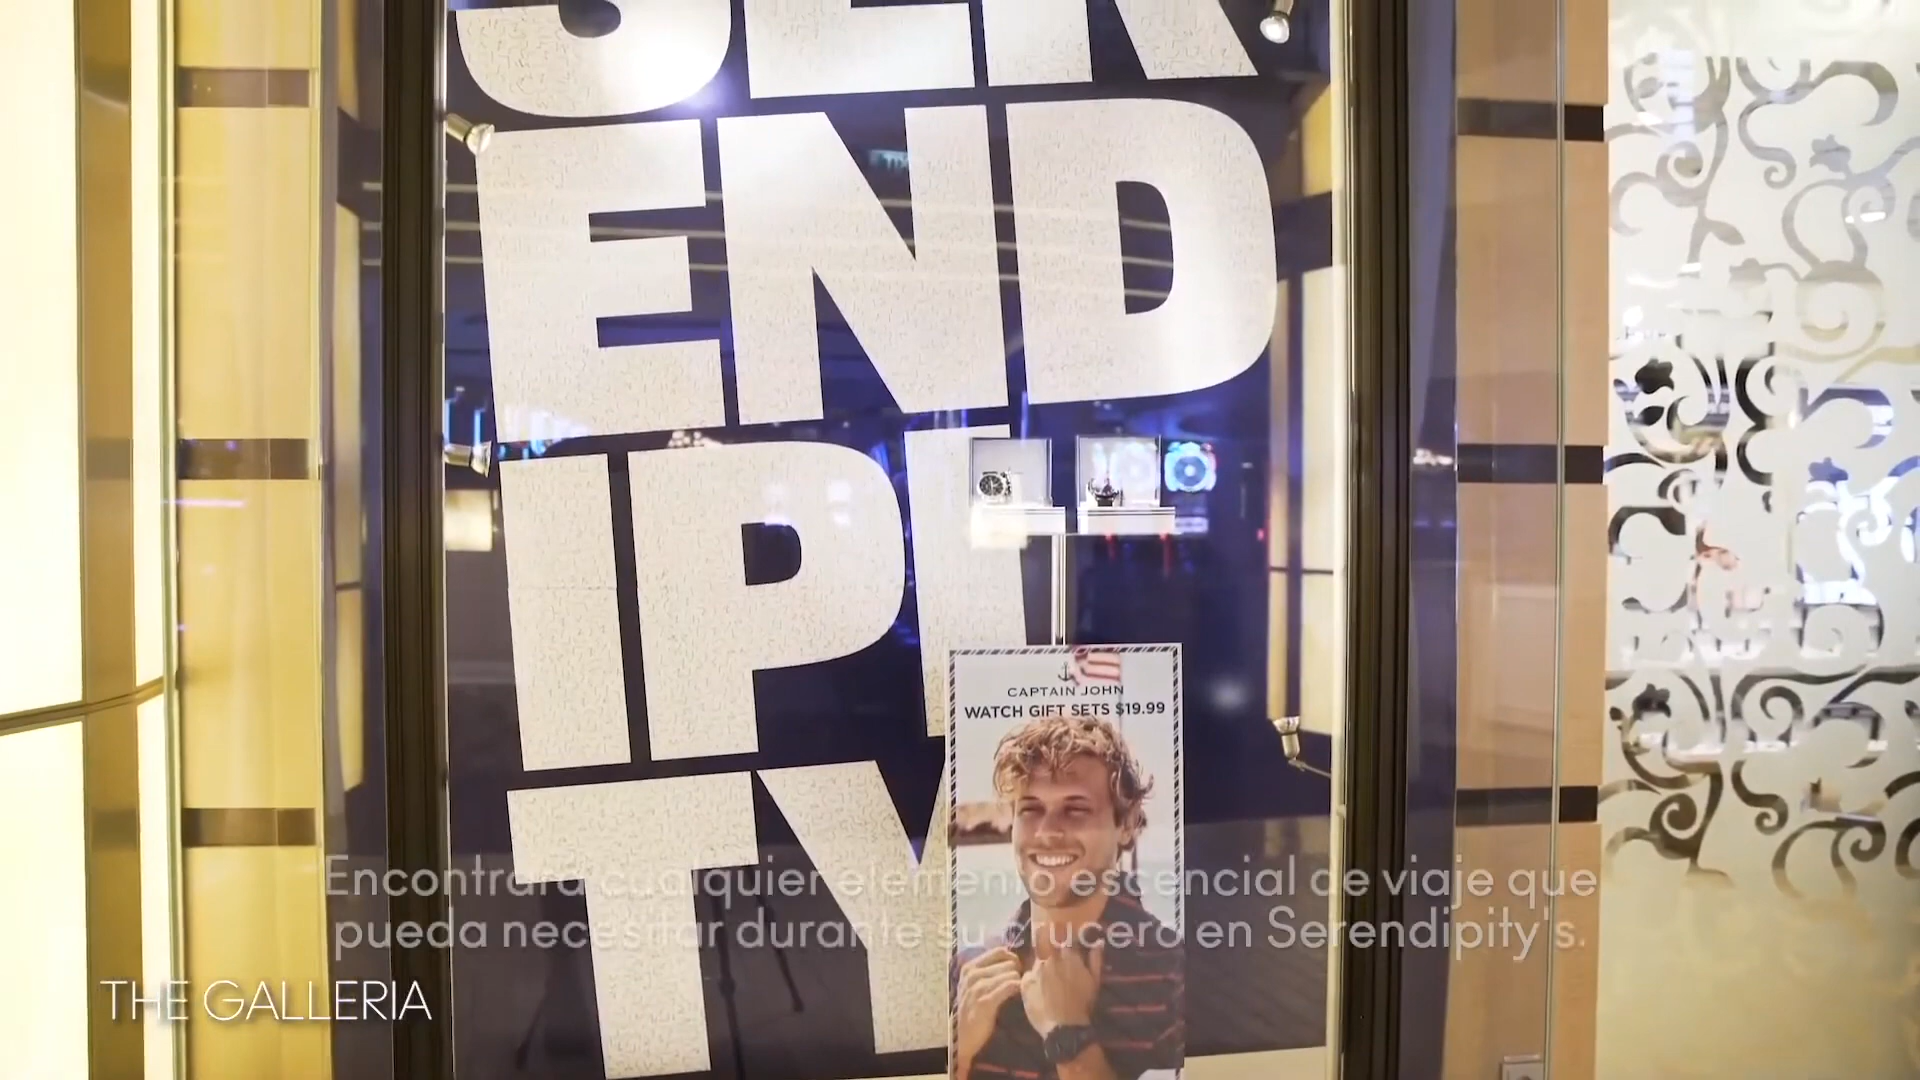 SER
END
IPI
TY
CAPTAIN JOHN
WATCH GIFT SETS $19.99
Encontrará cualquier elemento escencial de viaje que
pueda necesitar durante su crucero en Serendipity's.
THE GALLERIA